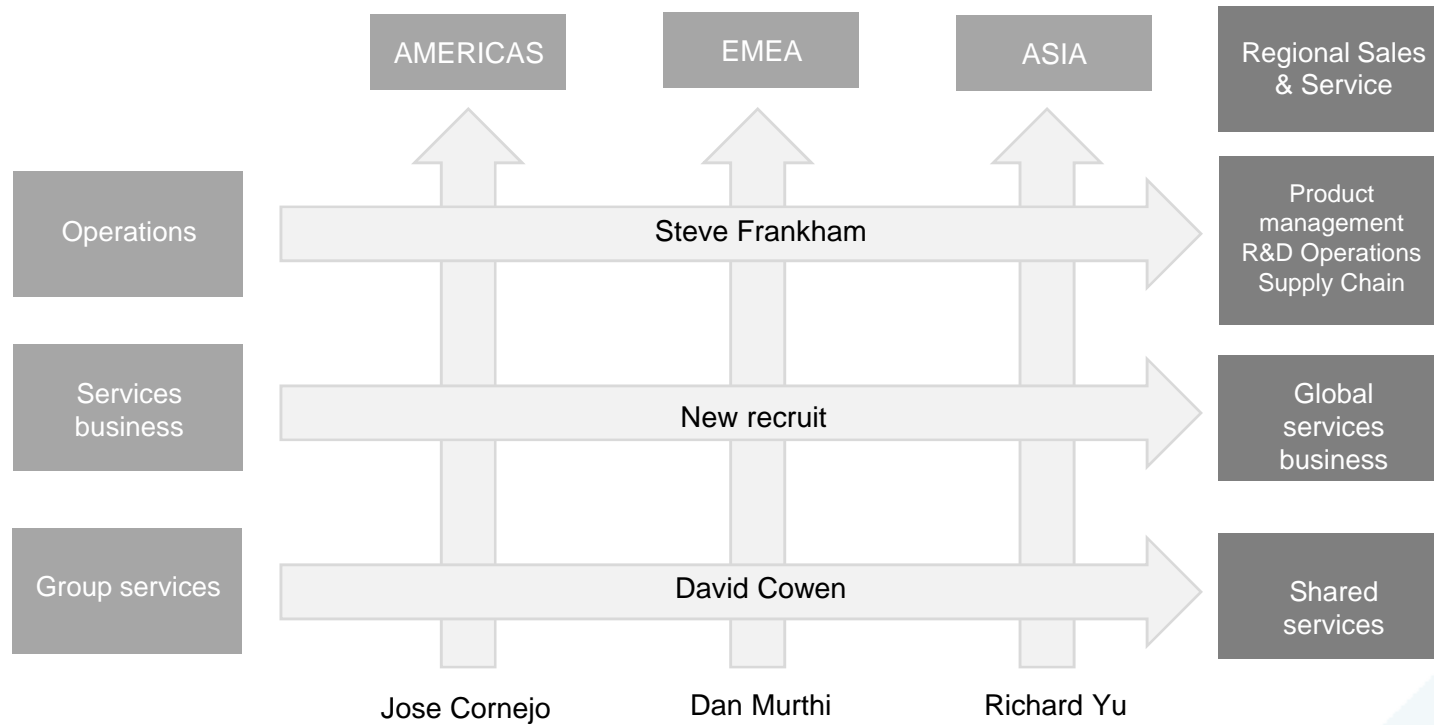 AMERICAS
EMEA
ASIA
Regional Sales
& Service
Operations
Steve Frankham
Product
management
R&D Operations
Supply Chain
Services
business
New recruit
Global
services
business
Group services
David Cowen
Shared
services
Jose Cornejo
Dan Murthi
Richard Yu